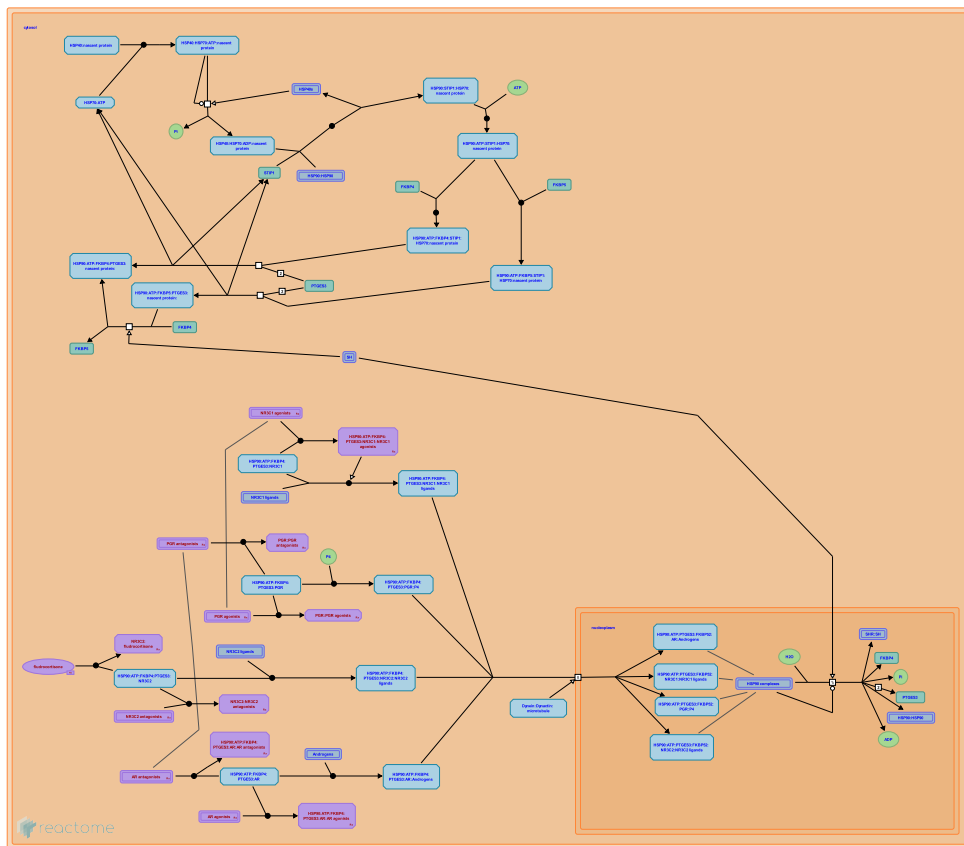 cytosol
HSP40:nascent protein
HSP40:HSP70:ATP:nascent
protein
HSP70:ATP
HSP40s
HSP90:STIP1:HSP70:
nascent protein
ATP
Pi
HSP40:HSP70:ADP:nascent
protein
STIP1
HSP90:HSP90
HSP90:ATP:STIP1:HSP70:
nascent protein
FKBP4
FKBP5
HSP90:ATP:FKBP4:STIP1:
HSP70:nascent protein
HSP90:ATP:FKBP5:STIP1:
HSP70:nascent protein
HSP90:ATP:FKBP4:PTGES3:
nascent protein
2
2
PTGES3
HSP90:ATP:FKBP5:PTGES3:
nascent protein
FKBP4
FKBP5
SH
NR3C1 agonists
HSP90:ATP:FKBP4:
PTGES3:NR3C1:NR3C1
agonists
HSP90:ATP:FKBP4:
PTGES3:NR3C1
NR3C1 ligands
HSP90:ATP:FKBP4:
PTGES3:NR3C1:NR3C1
ligands
PGR antagonists
PGR:PGR
antagonists
P4
HSP90:ATP:FKBP4:
PTGES3:PGR
HSP90:ATP:FKBP4:
PTGES3:PGR:P4
PGR agonists
PGR:PGR agonists
NR3C2:
fludrocortisone
fludrocortisone
NR3C2 ligands
HSP90:ATP:FKBP4:PTGES3:
NR3C2
HSP90:ATP:FKBP4:
PTGES3:NR3C2:NR3C2
ligands
NR3C2 antagonists
NR3C2:NR3C2
antagonists
HSP90:ATP:FKBP4:
PTGES3:AR:AR antagonists
Androgens
AR antagonists
HSP90:ATP:FKBP4:
PTGES3:AR
HSP90:ATP:FKBP4:
PTGES3:AR:Androgens
AR agonists
HSP90:ATP:FKBP4:
PTGES3:AR:AR agonists
nucleoplasm
HSP90:ATP:PTGES3:FKBP52:
AR:Androgens
HSP90:ATP:PTGES3:FKBP52:
NR3C1:NR3C1 ligands
HSP90:ATP:PTGES3:FKBP52:
PGR:P4
HSP90:ATP:PTGES3:FKBP52:
NR3C2:NR3C2 ligands
Dynein:Dynactin:
microtubule
HSP90 complexes
H2O
SHR:SH
FKBP4
Pi
2
PTGES3
HSP90:HSP90
ADP
reactome